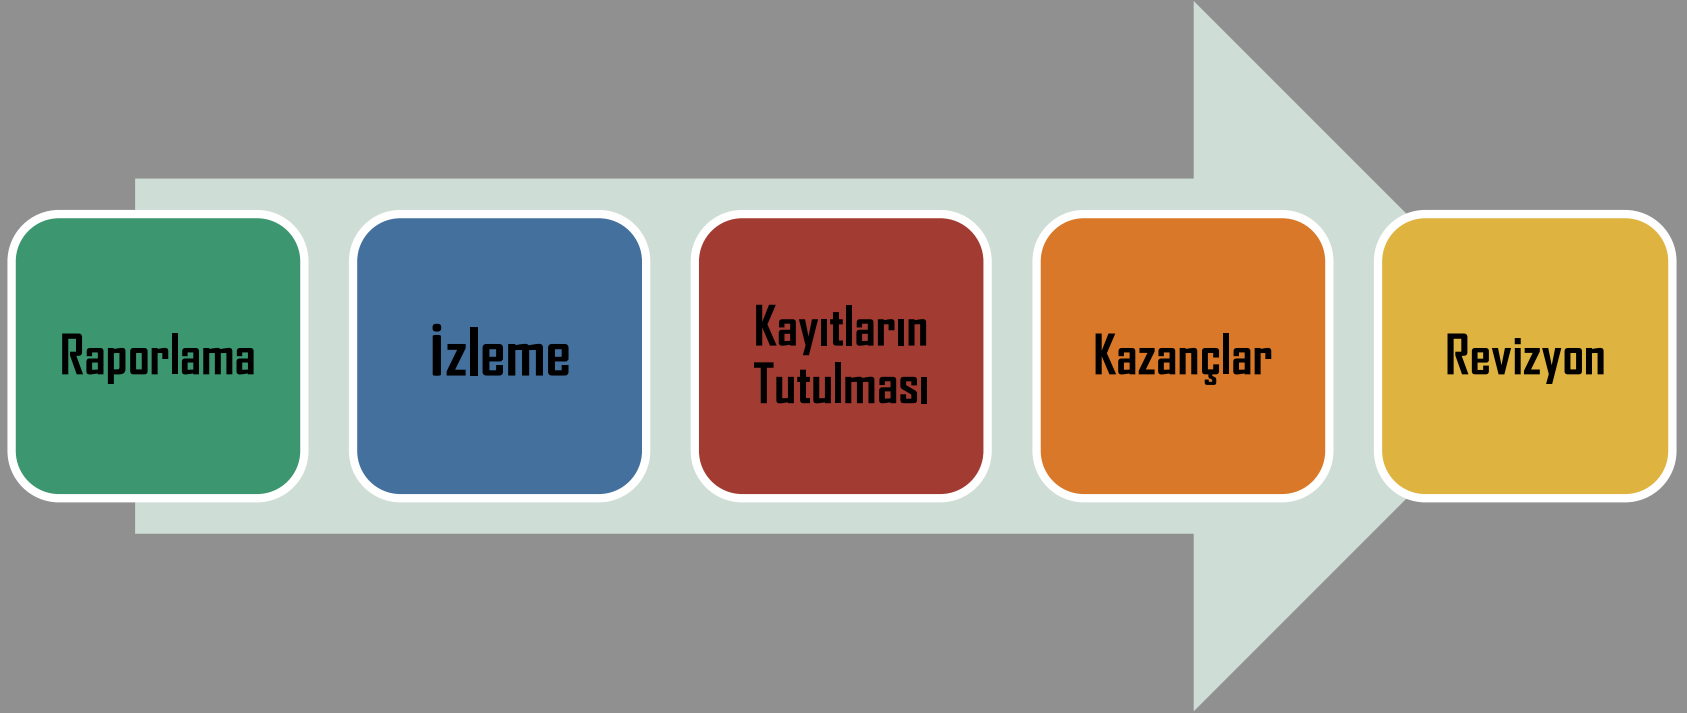 Raporlama
İzleme
Kayıtların
Tutulması
Kazançlar
Revizyon